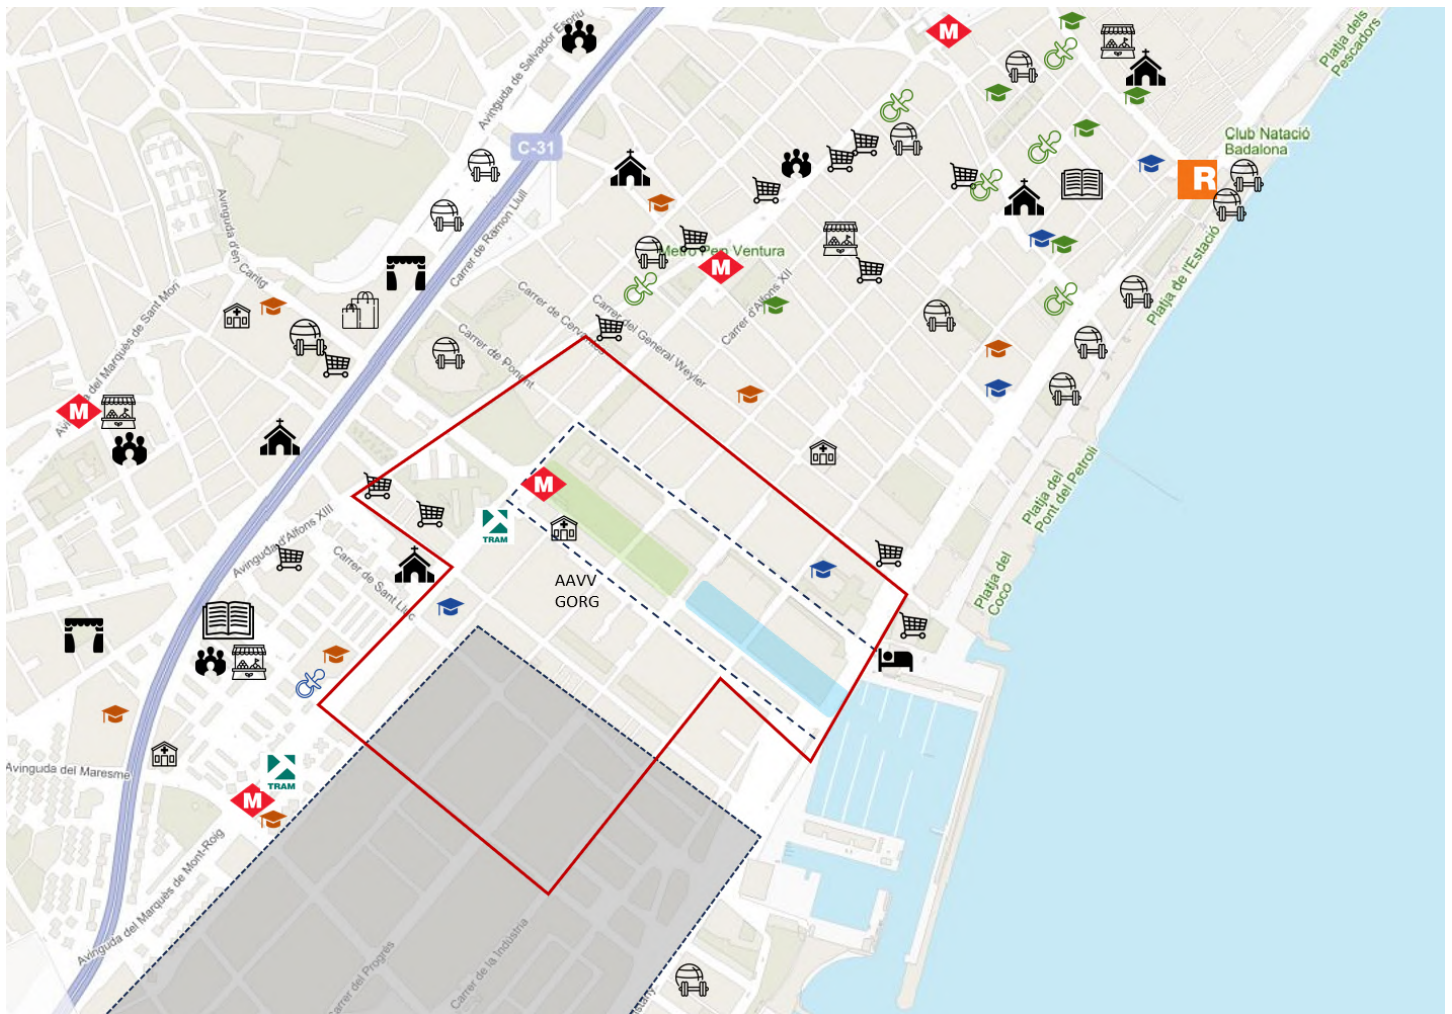 M
Platja dels
Pescadors
Avinguda de Salvador Espriu
C-31
Club Natació
Badalona
R
Avinguda d'en Caritg
Carrer de Ramon Llull
Metro Pep Ventura
M
Platja de l'Estació
Avinguda del Marquès de Sant Mori
Carrer de Cervantes
Carrer del General Weyler
Carrer d'Alfons XII
Carrer de Ponent
M
M
Platja del
Pont del Petroli
TRAM
Avinguda d'Alfons XIII
Carrer de Sant Lluc
AAVV
GORG
Platja del
Coco
Avinguda del Maresme
TRAM
M
Avinguda del Marquès de Mont-Roig
Carrer del Progrés
Carrer de la Indústria